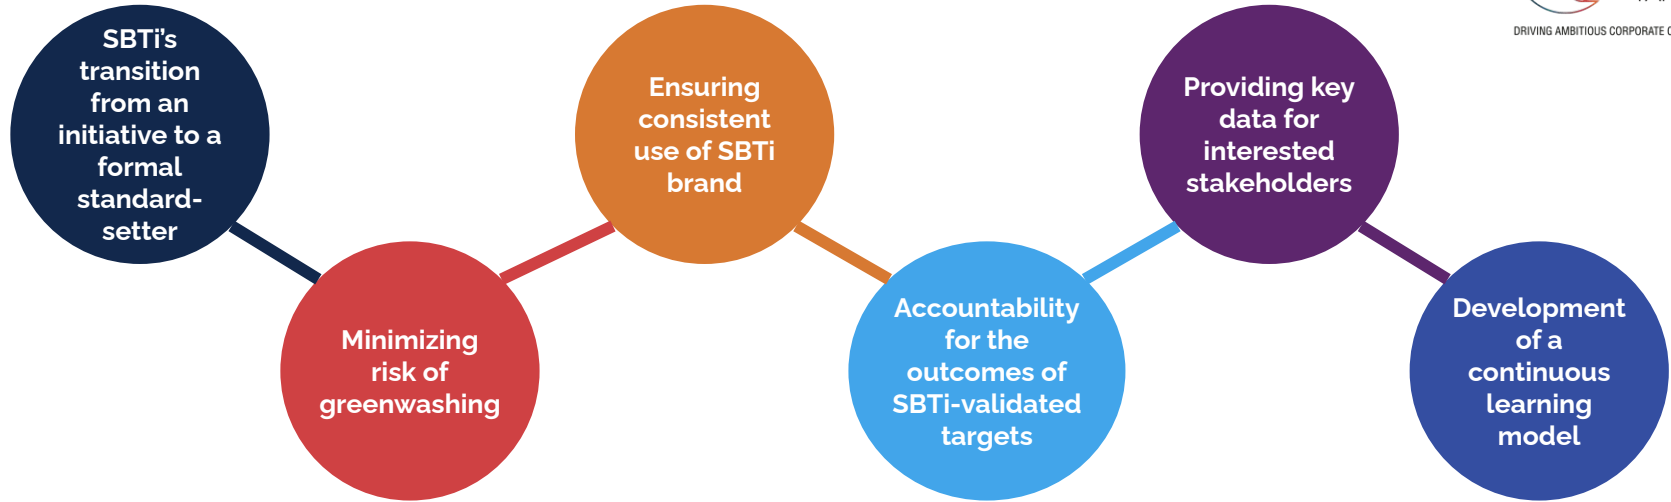 SBTi's
transition
from an
initiative to a
formal
standard-
setter
Minimizing
risk of
greenwashing
Ensuring
consistent
use of SBTi
brand
Accountability
for the
outcomes of
SBTi-validated
targets
Providing key
data for
interested
stakeholders
Development
of a
continuous
learning
model
DRIVING AMBITIOUS CORPORATE